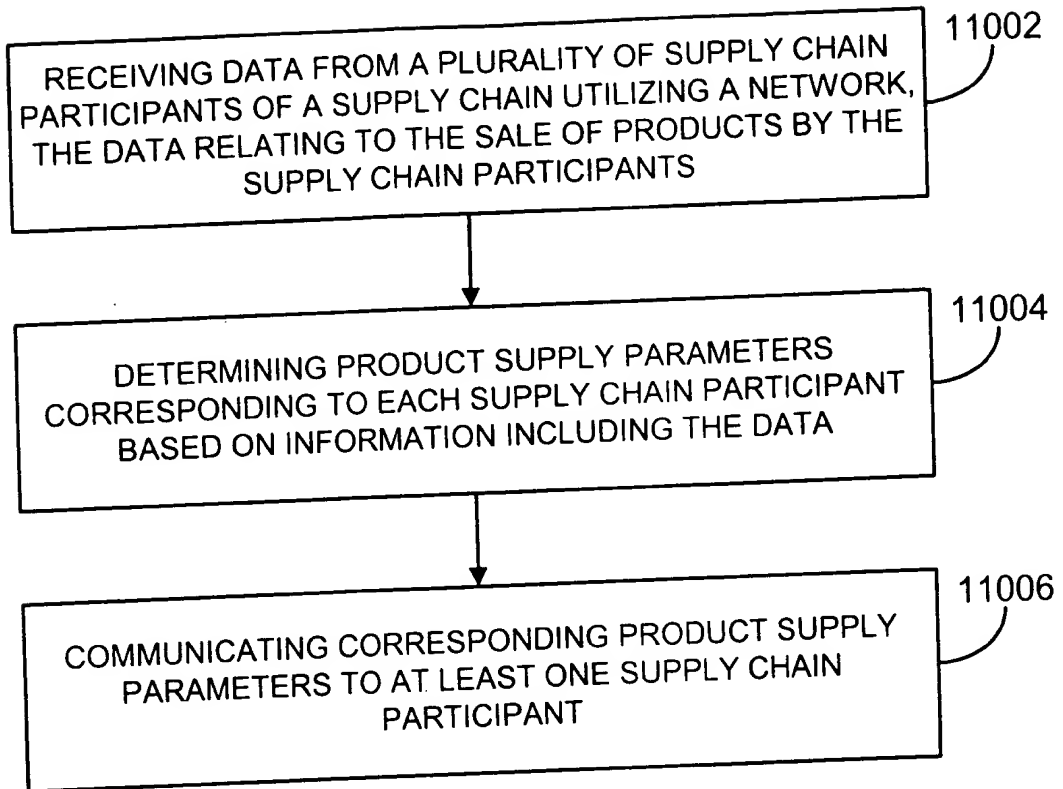 11002
RECEIVING DATA FROM A PLURALITY OF SUPPLY CHAIN
PARTICIPANTS OF A SUPPLY CHAIN UTILIZING A NETWORK,
THE DATA RELATING TO THE SALE OF PRODUCTS BY THE
SUPPLY CHAIN PARTICIPANTS
11004
DETERMINING PRODUCT SUPPLY PARAMETERS
CORRESPONDING TO EACH SUPPLY CHAIN PARTICIPANT
BASED ON INFORMATION INCLUDING THE DATA
11006
COMMUNICATING CORRESPONDING PRODUCT SUPPLY
PARAMETERS TO AT LEAST ONE SUPPLY CHAIN
PARTICIPANT